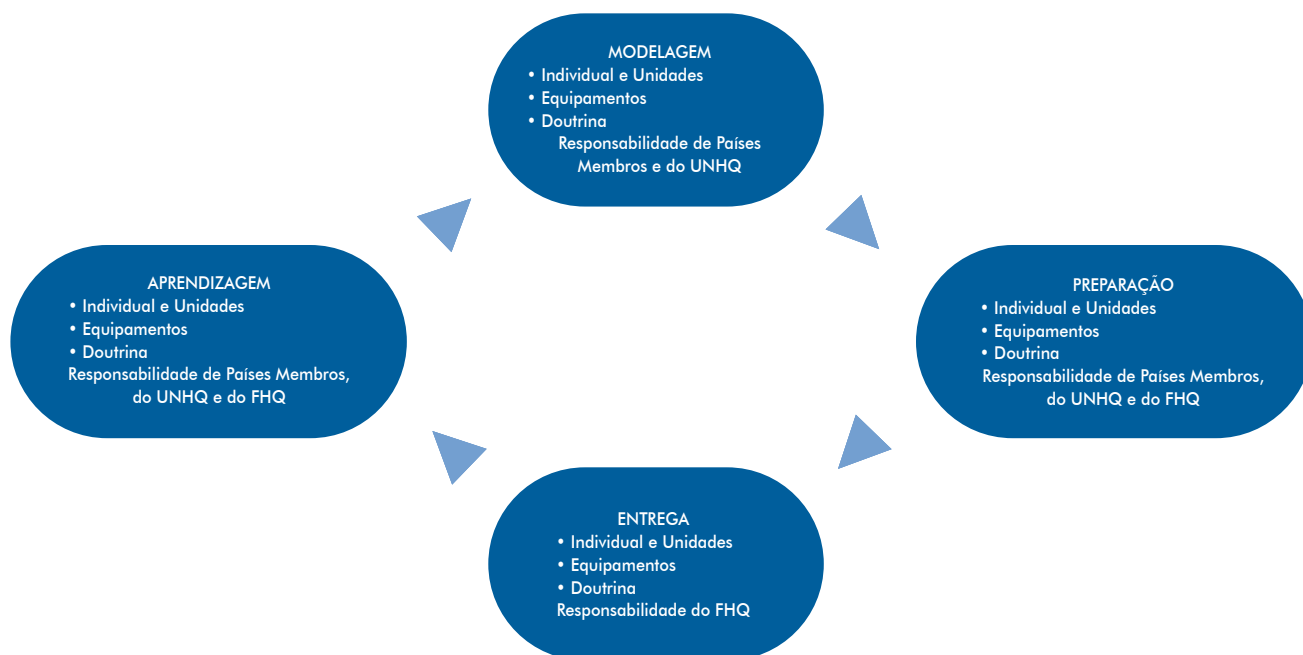 MODELAGEM
• Individual e Unidades
• Equipamentos
• Doutrina
Responsabilidade de Países
Membros e do UNHQ
APRENDIZAGEM
• Individual e Unidades
• Equipamentos
• Doutrina
Responsabilidade de Países Membros,
do UNHQ e do FHQ
PREPARAÇÃO
• Individual e Unidades
• Equipamentos
• Doutrina
Responsabilidade de Países Membros,
do UNHQ e do FHQ
ENTREGA
• Individual e Unidades
• Equipamentos
• Doutrina
Responsabilidade do FHQ